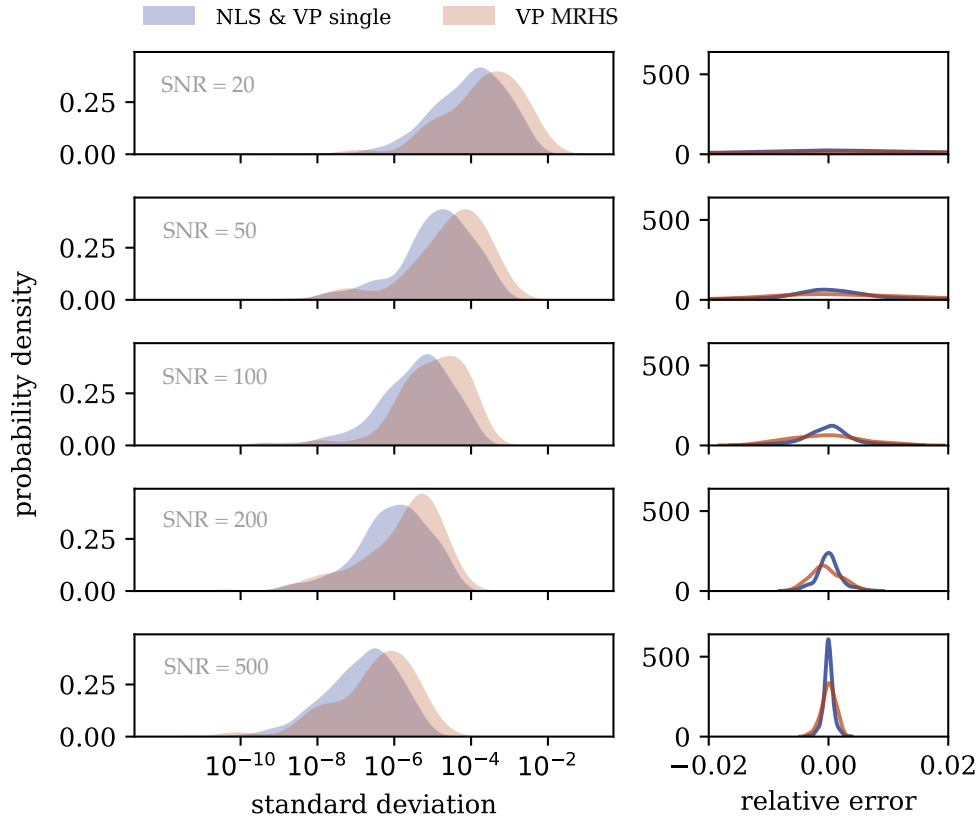 NLS & VP single VP MRHS
SNR = 20
0.25
0.00
500
0
SNR = 50
0.25
0.00
500
0
SNR = 100
0.25
0.00
500
0
SNR = 200
0.25
0.00
500
0
SNR = 500
0.25
0.00
500
0
probability density
10⁻¹⁰ 10⁻⁸ 10⁻⁶ 10⁻⁴ 10⁻²
−0.02 0.00 0.02
standard deviation
relative error